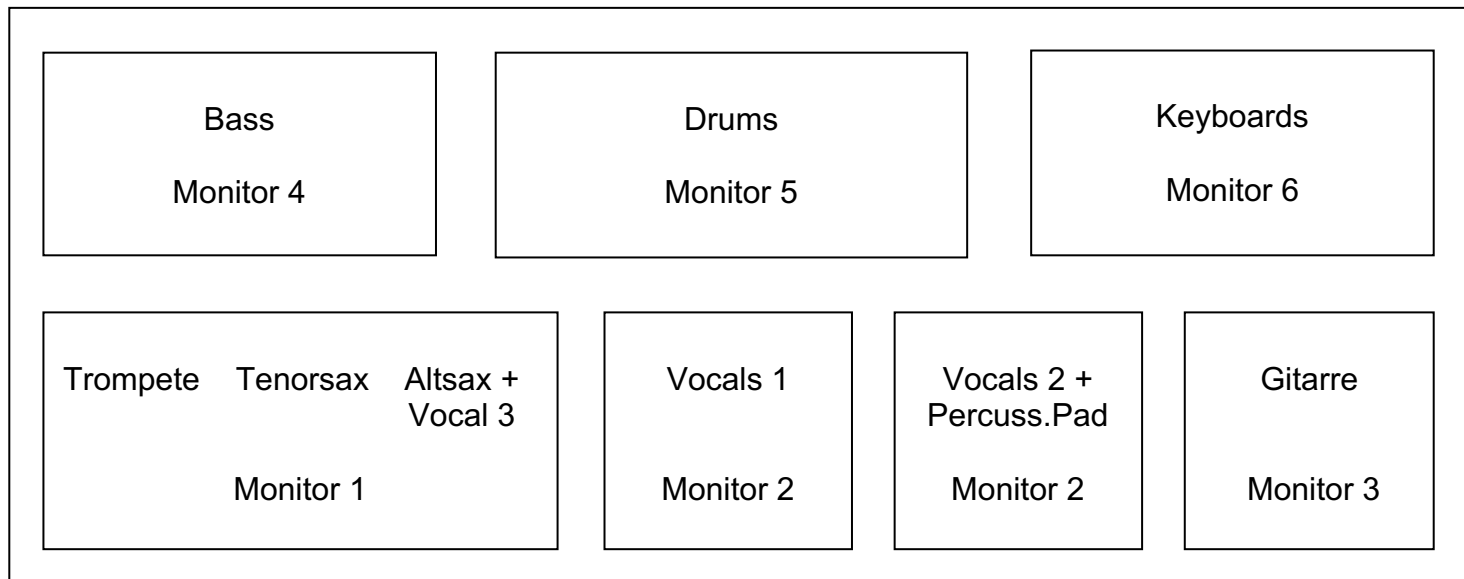 Bass
Monitor 4
Drums
Monitor 5
Keyboards
Monitor 6
Trompete Tenorsax Altsax +
Vocal 3
Monitor 1
Vocals 1
Monitor 2
Vocals 2 +
Percuss.Pad
Monitor 2
Gitarre
Monitor 3